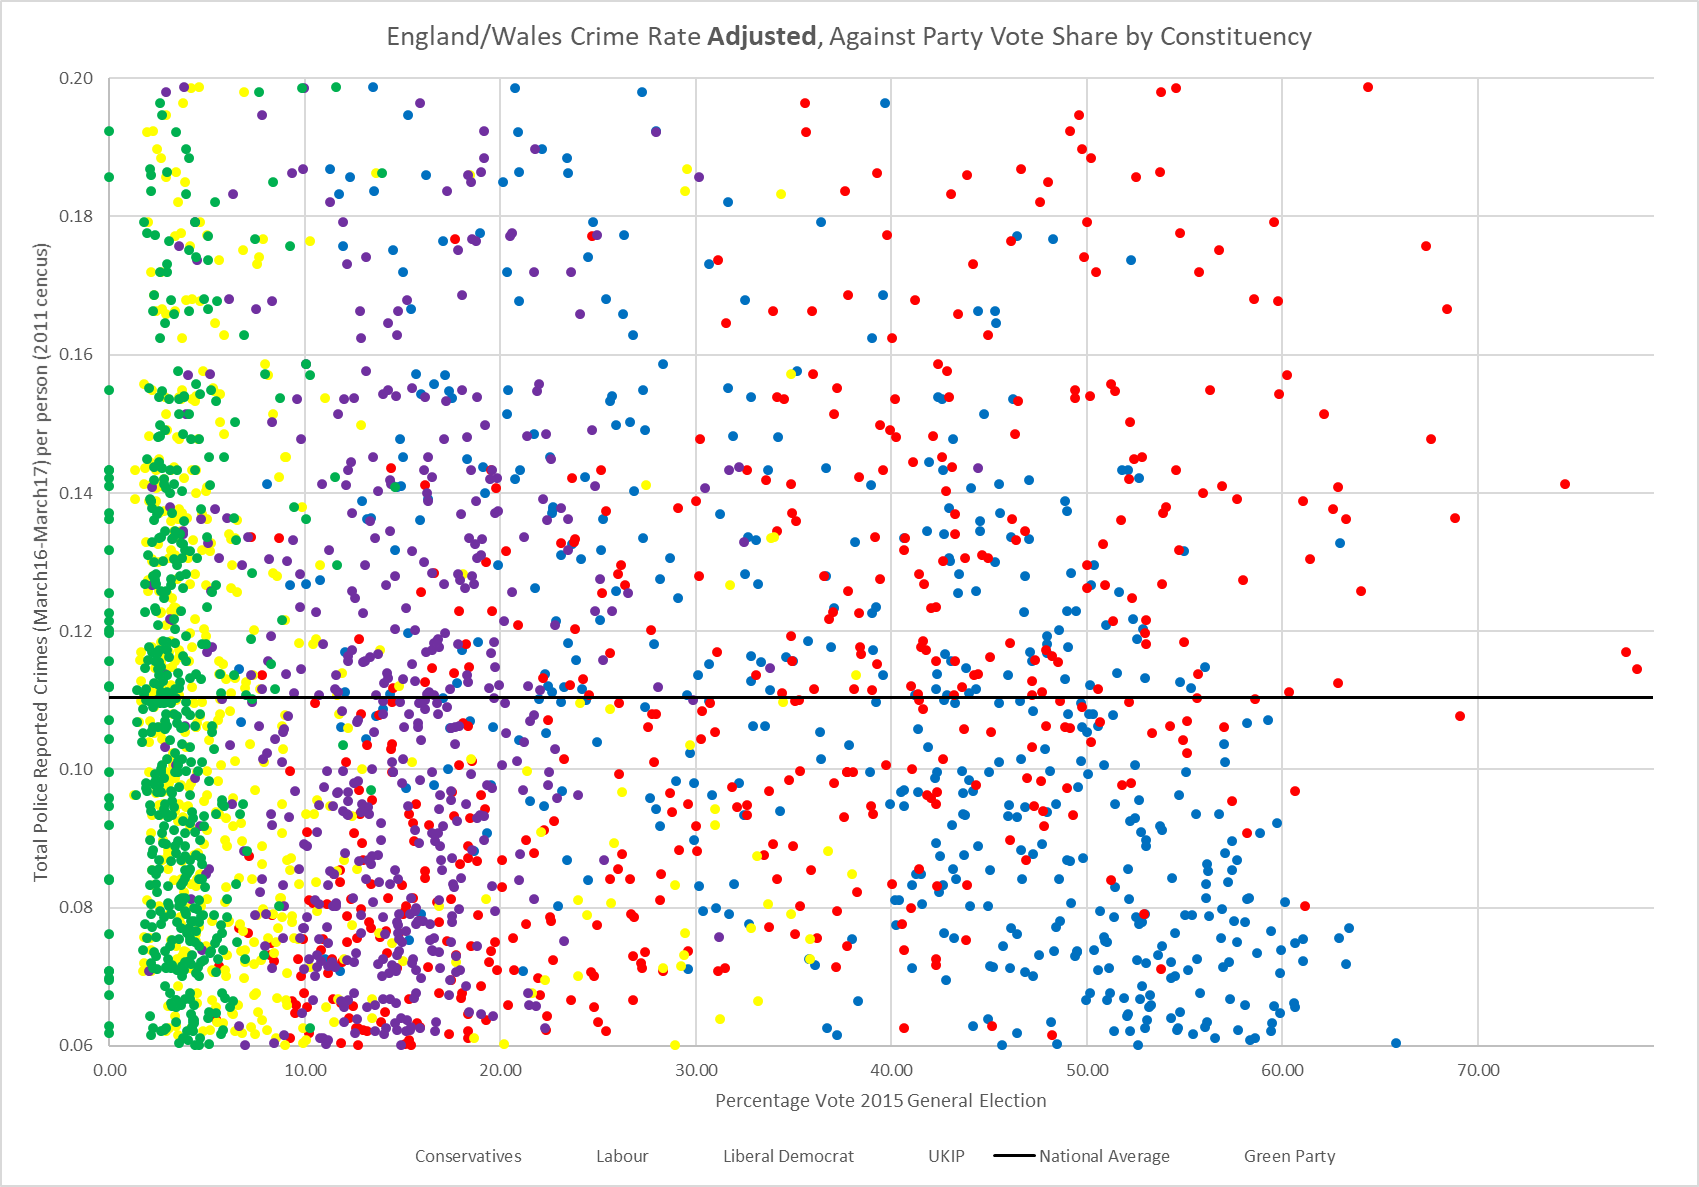 England/Wales Crime Rate Adjusted, Against Party Vote Share by Constituency
Total Police Reported Crimes (March16-March17) per person (2011 cencus)
0.20
0.18
0.16
0.14
0.12
0.10
0.08
0.06
0.00 10.00 20.00 30.00 40.00 50.00 60.00 70.00
Percentage Vote 2015 General Election
Conservatives Labour Liberal Democrat UKIP National Average Green Party